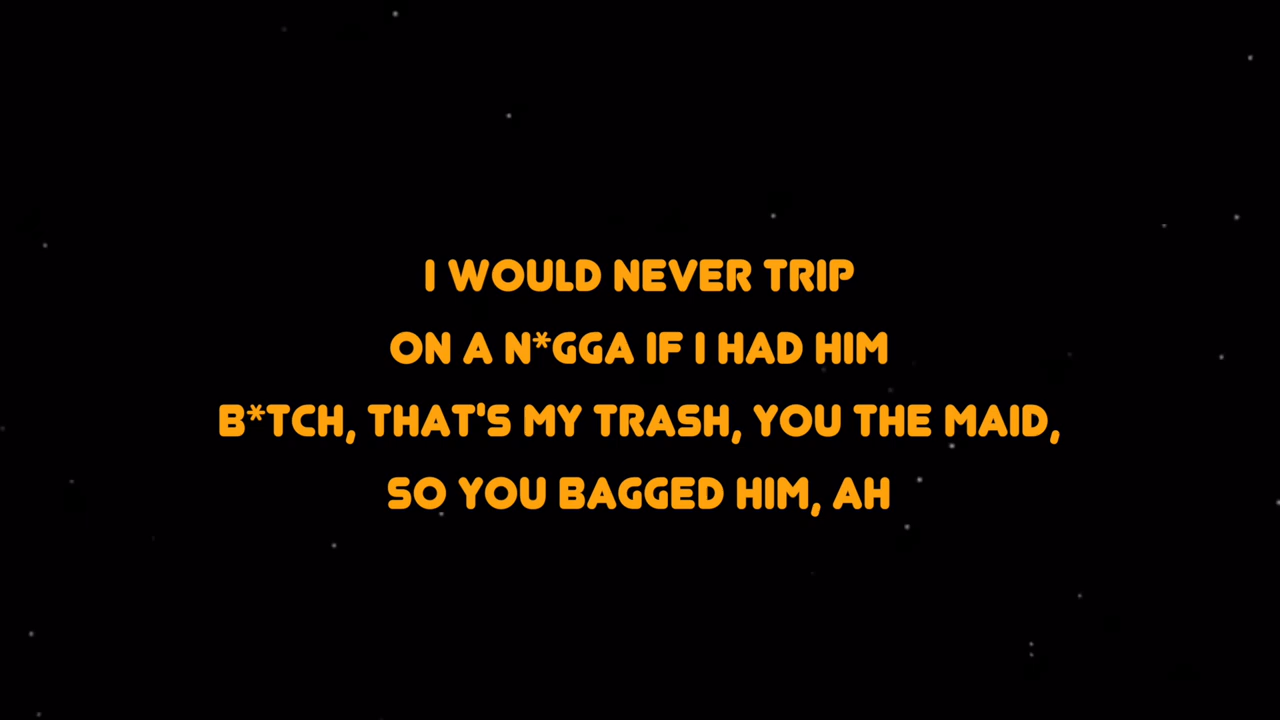 I WOULD NEVER TRIP
ON A N*GGA IF I HAD HIM
B*TCH, THAT'S MY TRASH, YOU THE MAID,
SO YOU BAGGED HIM, AH